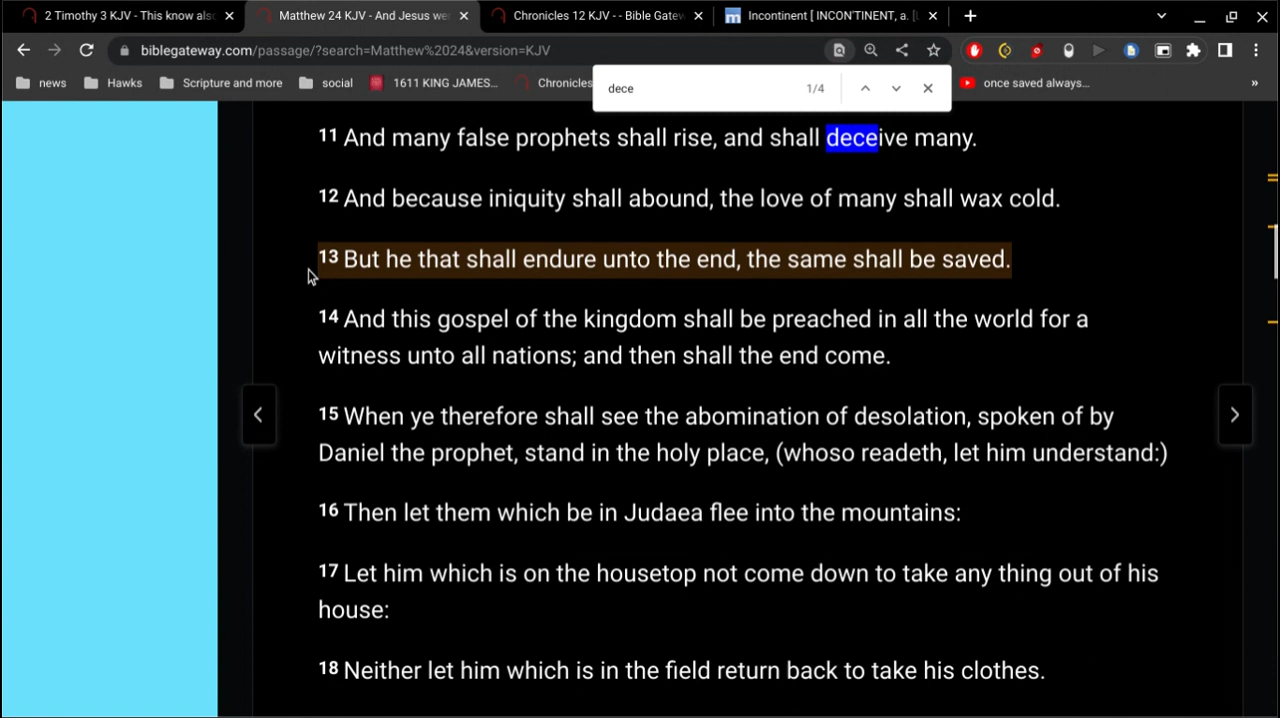 2 Timothy 3 KJV - This know also
Matthew 24 KJV - And Jesus we
Chronicles 12 KJV - - Bible Gatew
Incontinent [ INCON'TINENT, a. [L
biblegateway.com/passage/?search=Matthew%2024&version=KJV
news
Hawks
Scripture and more
social
1611 KING JAMES...
Chronicles
once saved always...
»
dece
1/4
11 And many false prophets shall rise, and shall deceive many.
12 And because iniquity shall abound, the love of many shall wax cold.
13 But he that shall endure unto the end, the same shall be saved.
14 And this gospel of the kingdom shall be preached in all the world for a
witness unto all nations; and then shall the end come.
15 When ye therefore shall see the abomination of desolation, spoken of by
Daniel the prophet, stand in the holy place, (whoso readeth, let him understand:)
16 Then let them which be in Judaea flee into the mountains:
17 Let him which is on the housetop not come down to take any thing out of his
house:
18 Neither let him which is in the field return back to take his clothes.